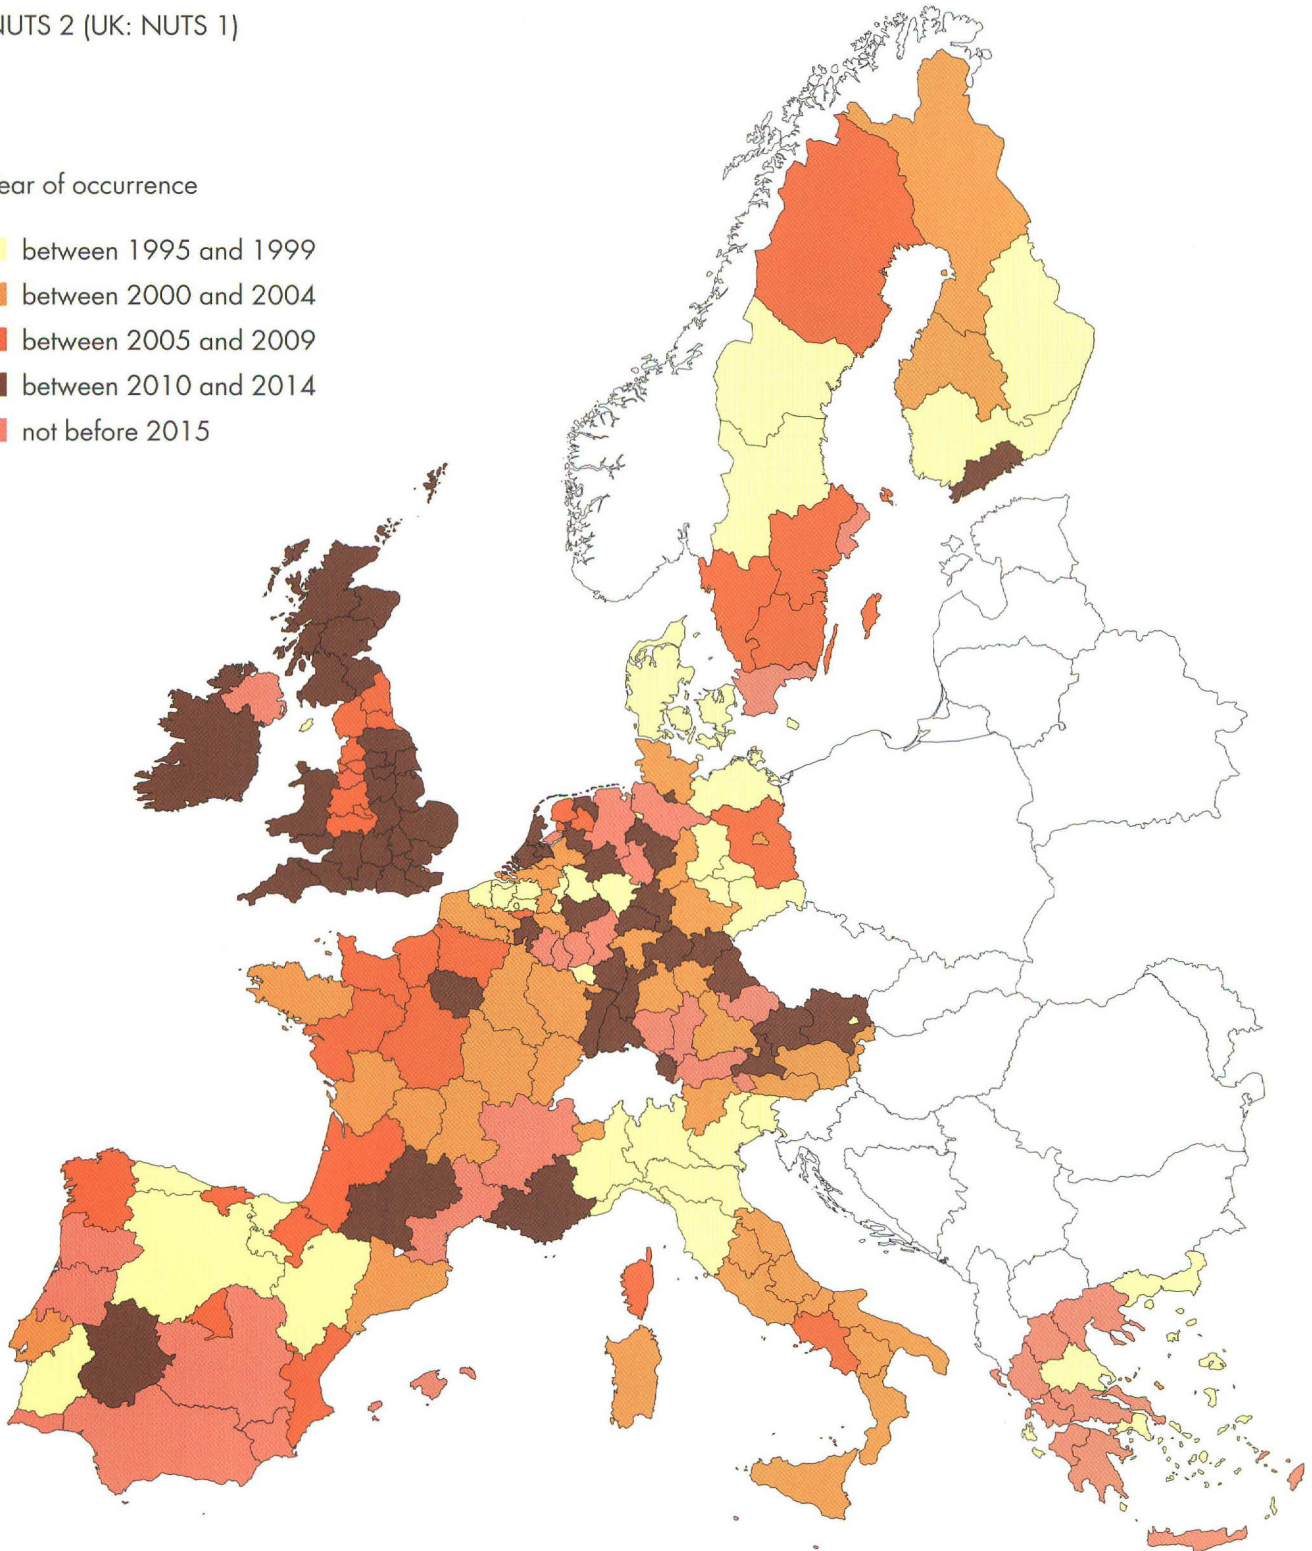 NUTS 2 (UK: NUTS 1)
ear of occurrence
between 1995 and 1999
between 2000 and 2004
between 2005 and 2009
between 2010 and 2014
not before 2015